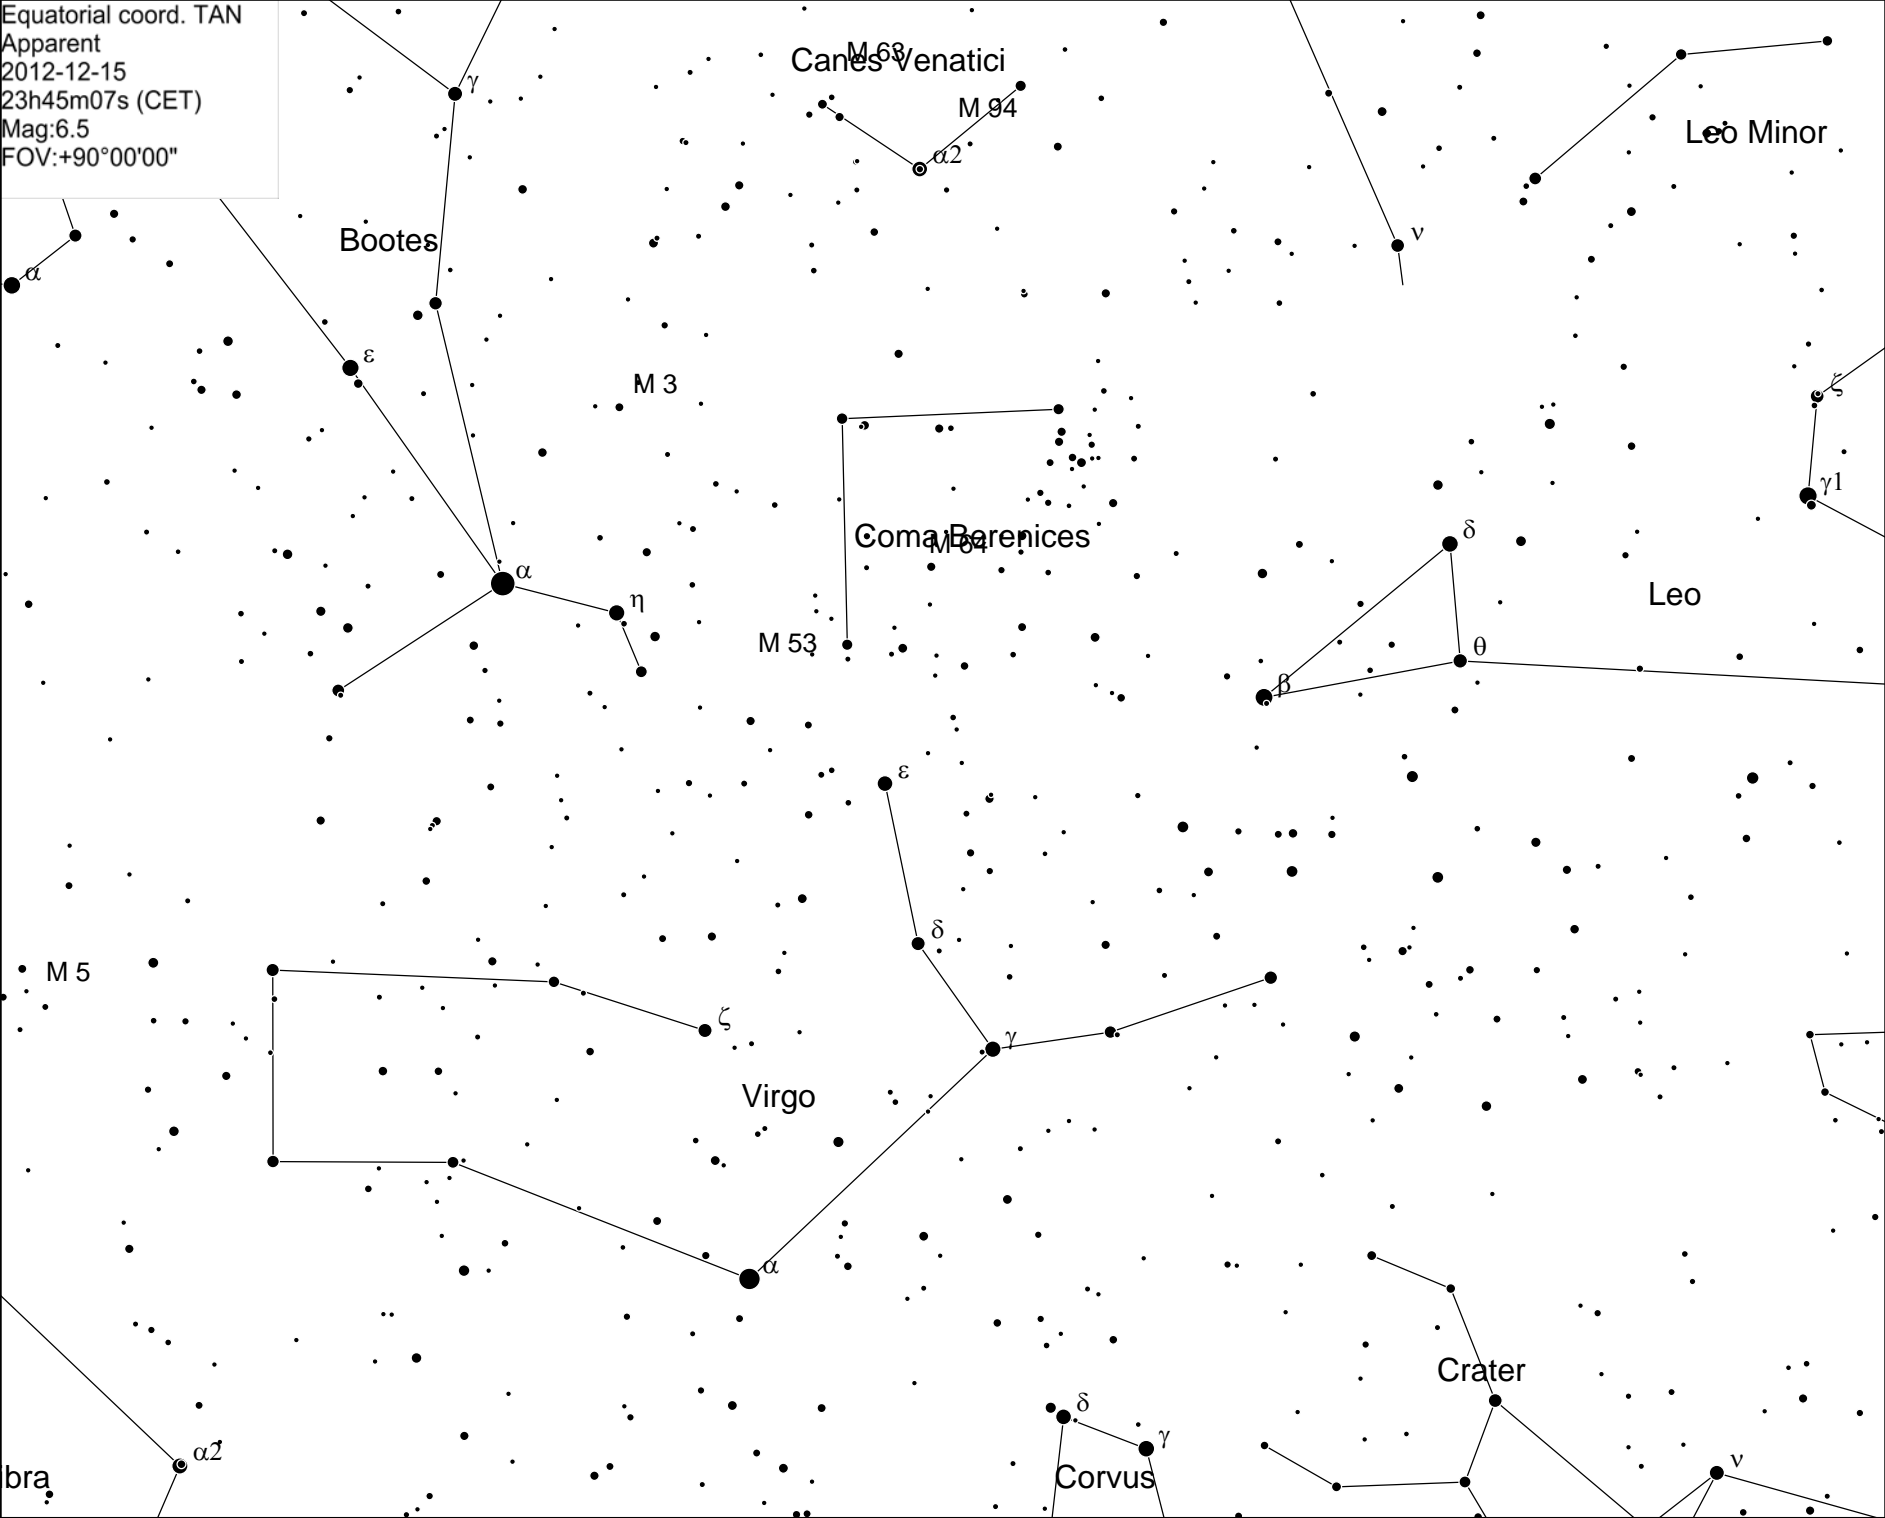 Equatorial coord. TAN
Apparent
2012-12-15
23h45m07s (CET)
Mag:6.5
FOV:+90°00'00"
M 63
Canes Venatici
γ
M 94
Leo Minor
α2
Bootes
ν
α
ε
M 3
ζ
γ1
Coma Berenices
M 64
δ
α
Leo
η
M 53
θ
β
ε
δ
M 5
ζ
γ
Virgo
α
Crater
δ
γ
α2
ν
ibra
Corvus